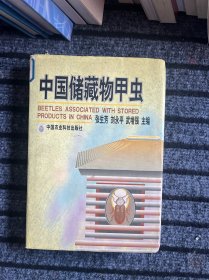 中国储藏物甲虫
BEETLES ASSOCIATED WITH STORED
PRODUCTS IN CHINA 张生芳 刘永平 武增强 主编
中国农业科技出版社